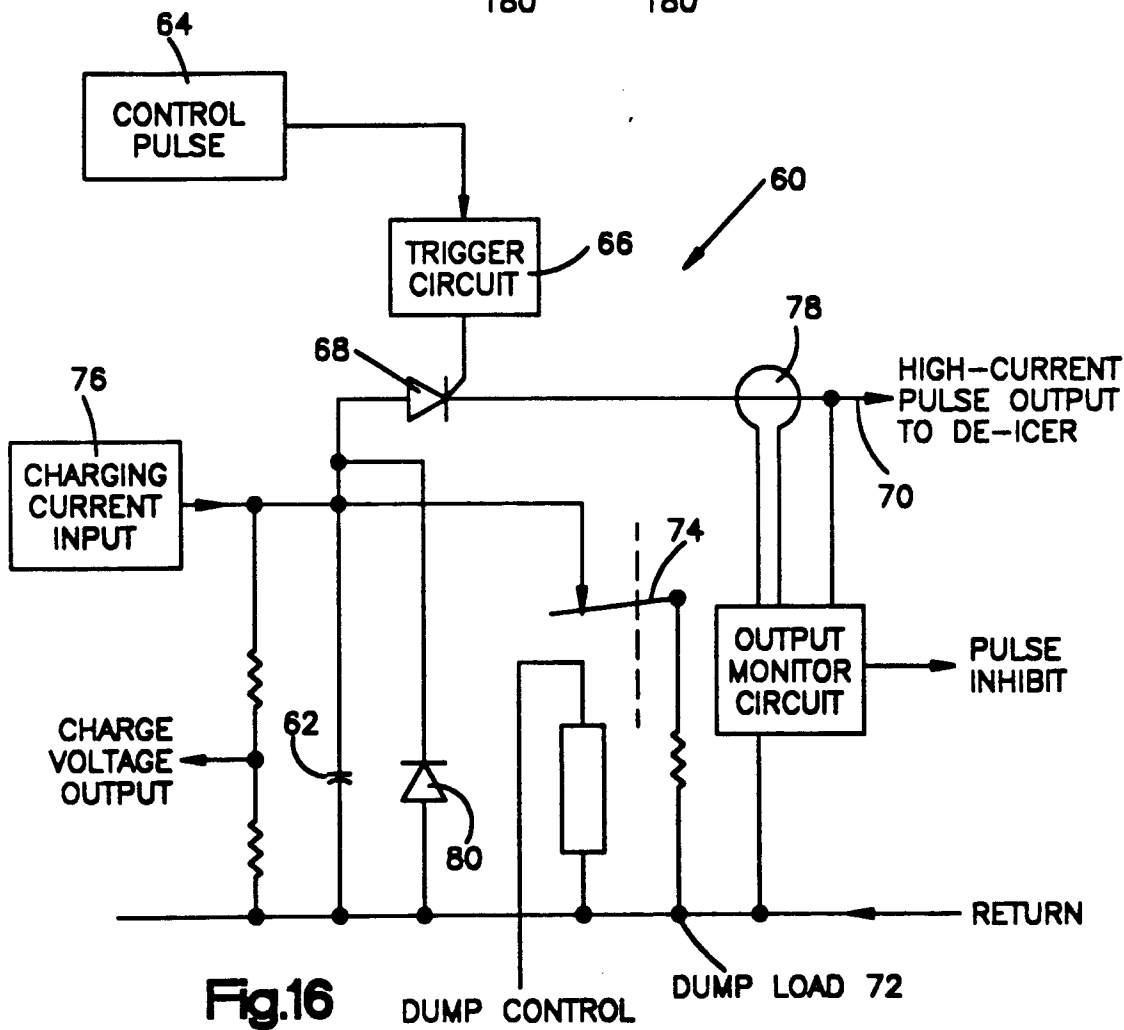 180 180
64
CONTROL
PULSE
60
TRIGGER
CIRCUIT
66
78
68
HIGH-CURRENT
PULSE OUTPUT
TO DE-ICER
76
CHARGING
CURRENT
INPUT
70
74
OUTPUT
MONITOR
CIRCUIT
PULSE
INHIBIT
CHARGE
VOLTAGE
OUTPUT
62
80
RETURN
DUMP LOAD 72
DUMP CONTROL
Fig.16